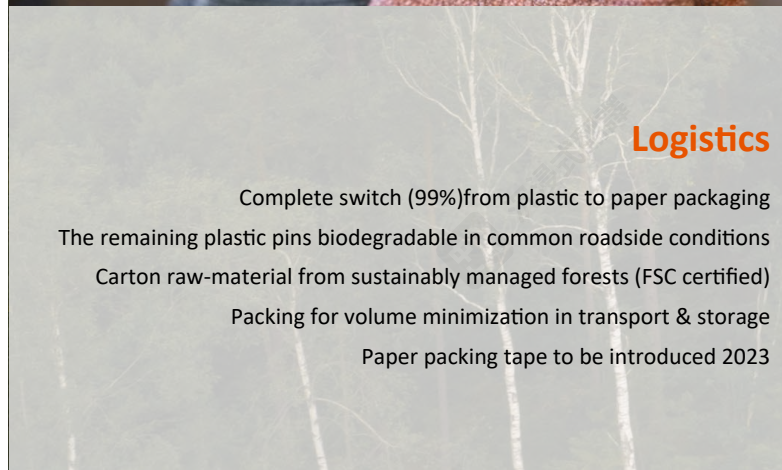 Logistics
Complete switch (99%)from plastic to paper packaging
The remaining plastic pins biodegradable in common roadside conditions
Carton raw-material from sustainably managed forests (FSC certified)
Packing for volume minimization in transport & storage
Paper packing tape to be introduced 2023